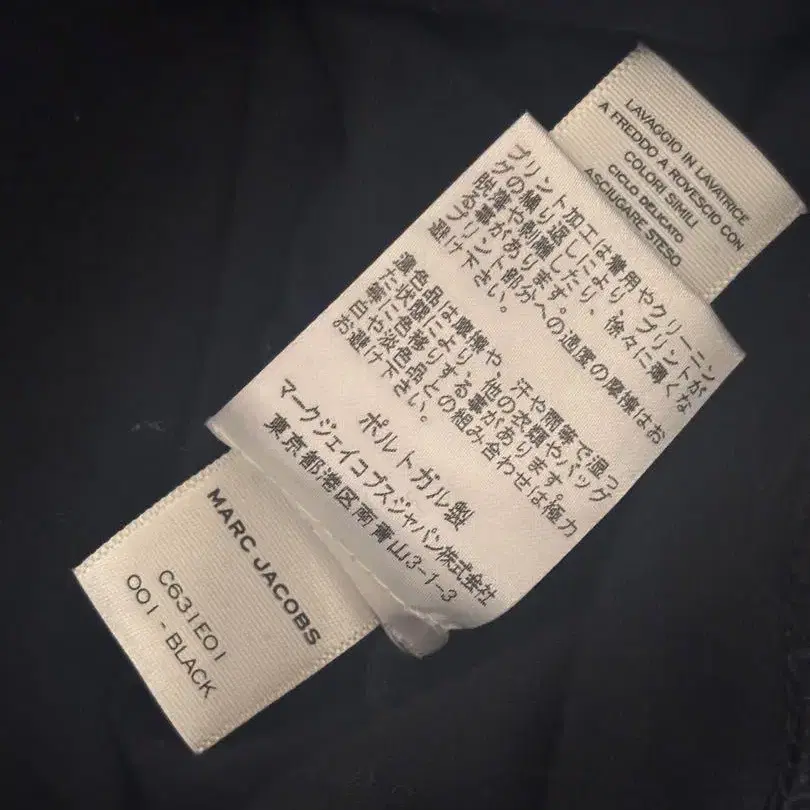 LAVAGGIO IN LAVATRICE
A FREDDO A ROVESCIO CON
COLORI SIMILI
CICLO DELICATO
ASCIUGARE STESO
プリント加工は着用やクリーニン
グの繰り返しにより、プリントが
脱落や剥離したり、徐々に薄くな
る事があります。
プリント部分への過度の摩擦はお
避け下さい。
濃色品は摩擦や、汗や雨等で湿っ
た状態により、他の衣類やバッグ
等に色移りする事があります。
白や淡色品との組み合わせは極力
お避け下さい。
ポルトガル製
マークジェイコブスジャパン株式会社
東京都港区南青山3-1-3
MARC JACOBS
C631E01
001 - BLACK